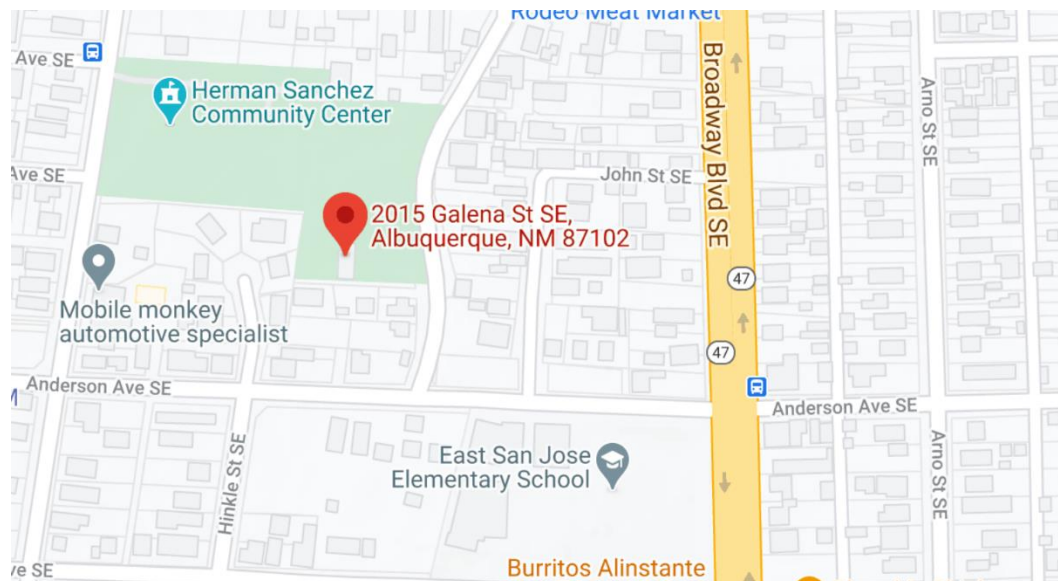 Rodeo Meat Market
Ave SE
Herman Sanchez
Community Center
Broadway Blvd SE
Arno St SE
Ave SE
John St SE
2015 Galena St SE,
Albuquerque, NM 87102
47
Mobile monkey
automotive specialist
47
Anderson Ave SE
Anderson Ave SE
Hinkle St SE
East San Jose
Elementary School
Arno St SE
Burritos Alinstante
ve SE